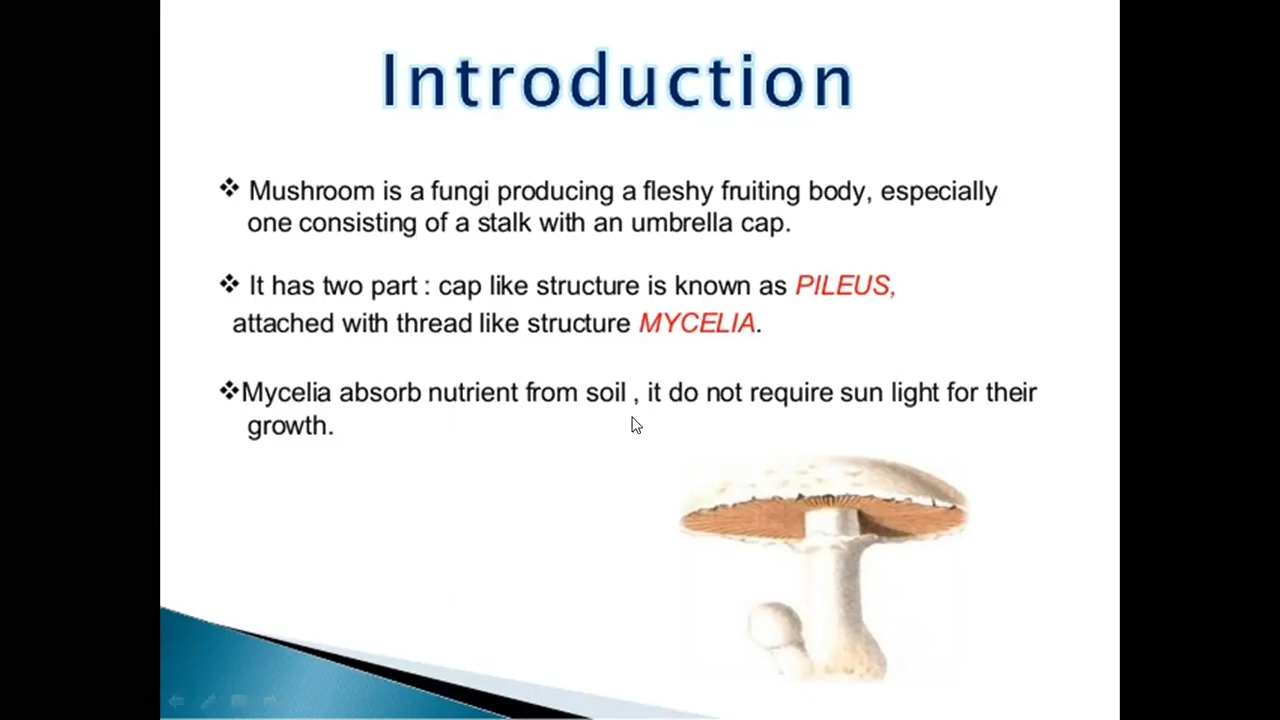 Introduction
❖ Mushroom is a fungi producing a fleshy fruiting body, especially
one consisting of a stalk with an umbrella cap.
❖ It has two part : cap like structure is known as PILEUS,
attached with thread like structure MYCELIA.
❖Mycelia absorb nutrient from soil , it do not require sun light for their
growth.